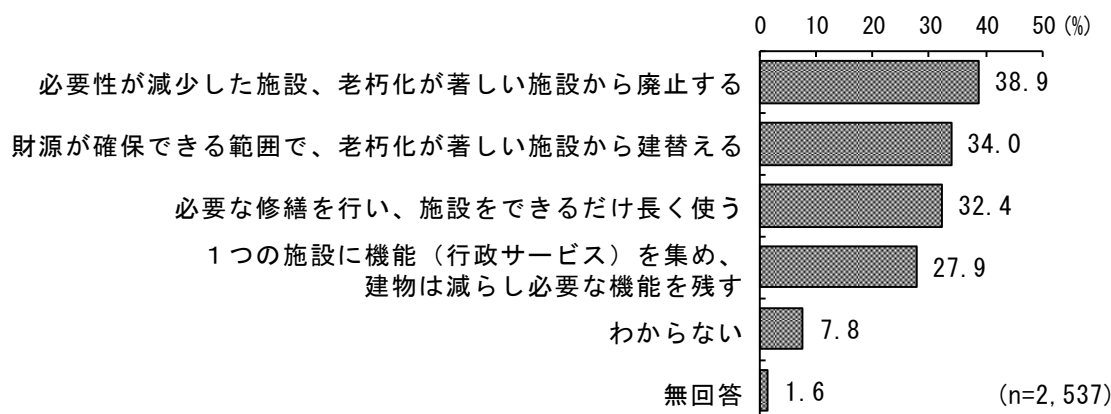 0 10 20 30 40 50 (%)
必要性が減少した施設、老朽化が著しい施設から廃止する 38.9
財源が確保できる範囲で、老朽化が著しい施設から建替える 34.0
必要な修繕を行い、施設をできるだけ長く使う 32.4
１つの施設に機能（行政サービス）を集め、
建物は減らし必要な機能を残す 27.9
わからない 7.8
無回答 1.6 (n=2,537)